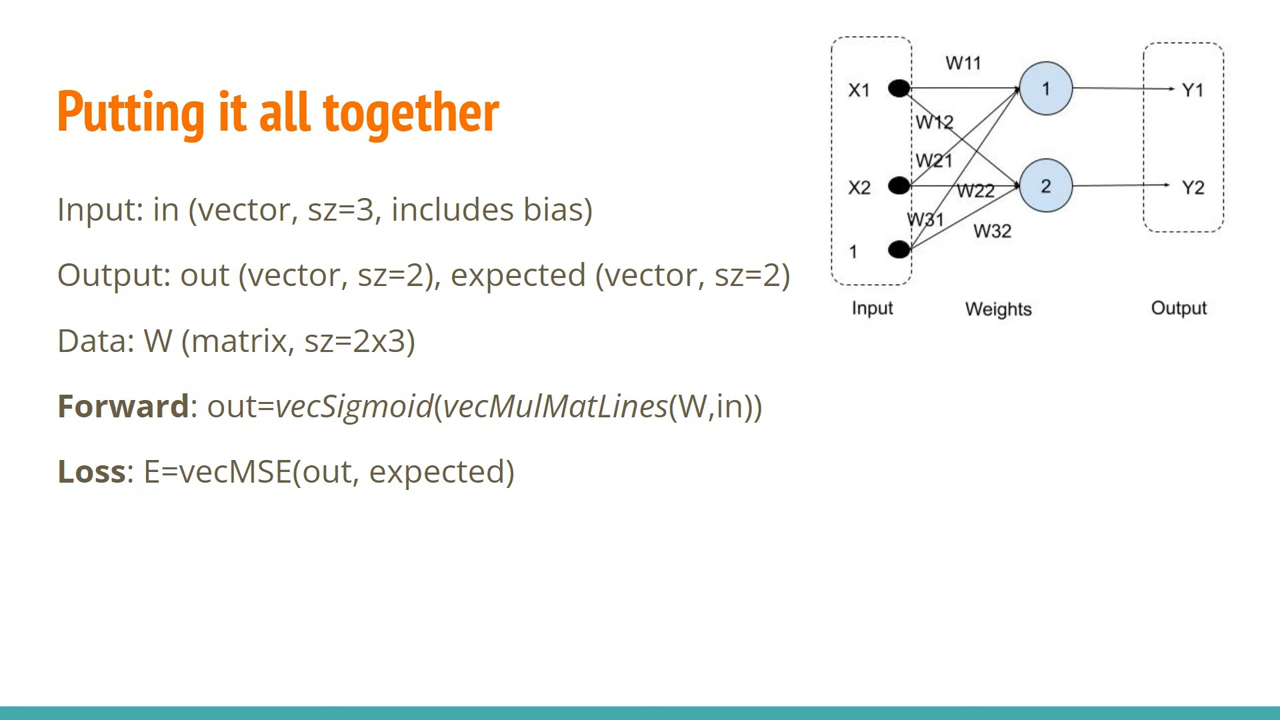 Putting it all together
Input: in (vector, sz=3, includes bias)
Output: out (vector, sz=2), expected (vector, sz=2)
Data: W (matrix, sz=2x3)
Forward: out=vecSigmoid(vecMulMatLines(W,in))
Loss: E=vecMSE(out, expected)
W11
X1
1
Y1
W12
W21
X2
W22
2
Y2
W31
W32
1
Input
Weights
Output